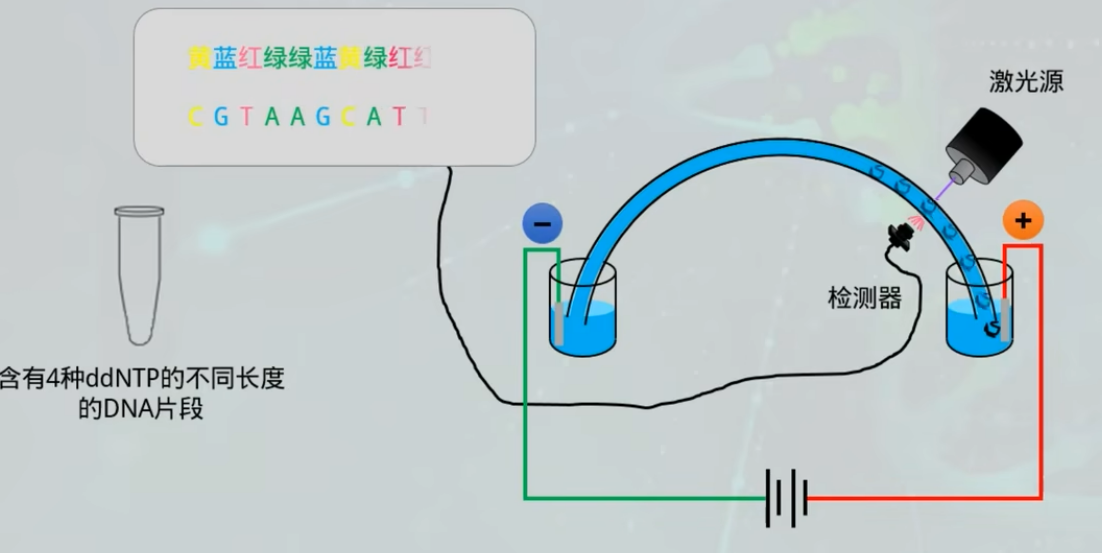 黄蓝红绿绿蓝黄绿红红
C G T A A G C A T T
激光源
−
+
检测器
含有4种ddNTP的不同长度
的DNA片段